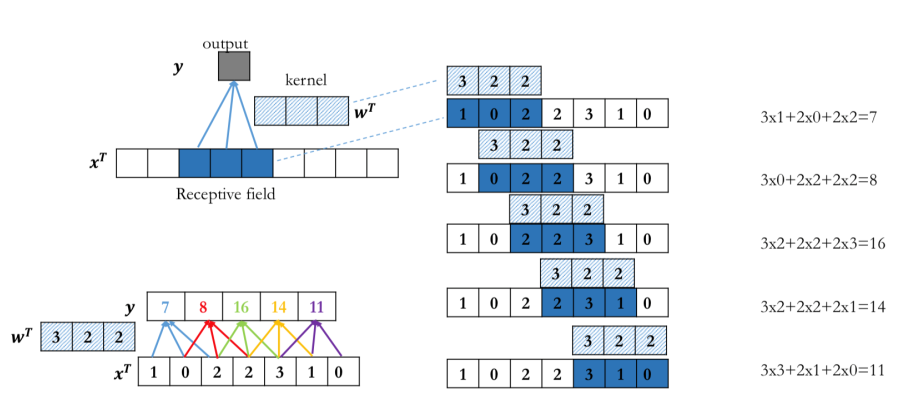 output
y
kernel
w^T
x^T
Receptive field
y 7 8 16 14 11
w^T 3 2 2
x^T 1 0 2 2 3 1 0
3 2 2
1 0 2 2 3 1 0
3x1+2x0+2x2=7
3 2 2
1 0 2 2 3 1 0
3x0+2x2+2x2=8
3 2 2
1 0 2 2 3 1 0
3x2+2x2+2x3=16
3 2 2
1 0 2 2 3 1 0
3x2+2x2+2x1=14
3 2 2
1 0 2 2 3 1 0
3x3+2x1+2x0=11